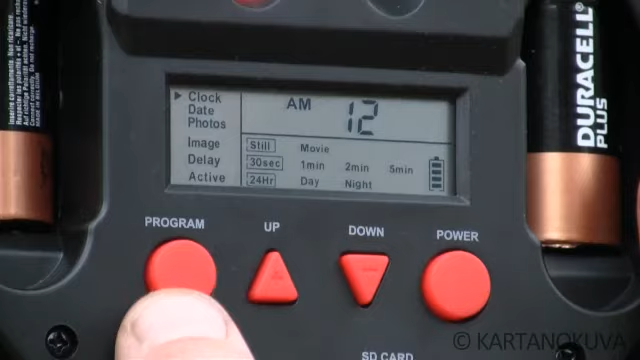 Clock
Date
Photos
Image
Delay
Active
AM 12
Still Movie
30sec 1min 2min 5min
24Hr Day Night
PROGRAM UP DOWN POWER
SD CARD
DURACELL
PLUS
© KARTANOKUVA